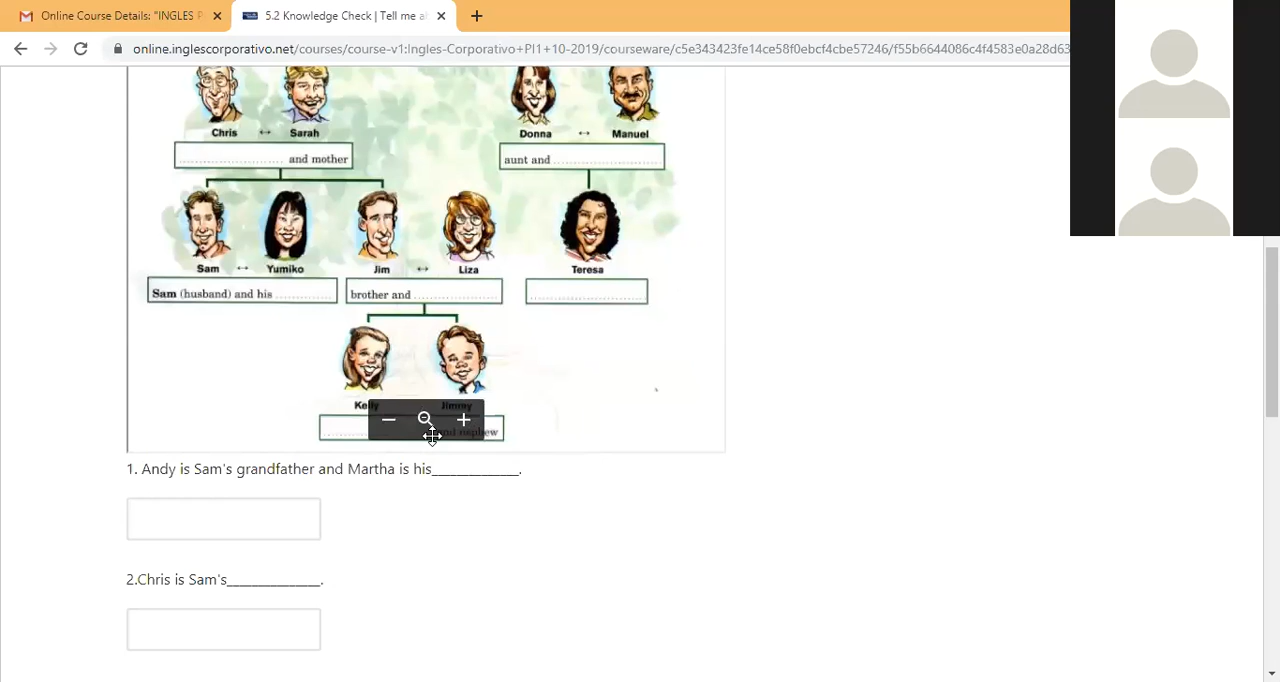 Online Course Details: "INGLES P
5.2 Knowledge Check | Tell me a
online.inglescorporativo.net/courses/course-v1:Ingles-Corporativo+PI1+10-2019/courseware/c5e343423fe14ce58f0ebcf4cbe57246/f55b6644086c4f4583e0a28d63
Chris ↔ Sarah
Donna ↔ Manuel
........................ and mother
aunt and ........................
Sam ↔ Yumiko
Jim ↔ Liza
Teresa
Sam (husband) and his .............
brother and ..................
..........................
Kelly
Jimmy
and nephew
1. Andy is Sam's grandfather and Martha is his____________.
2.Chris is Sam's_____________.